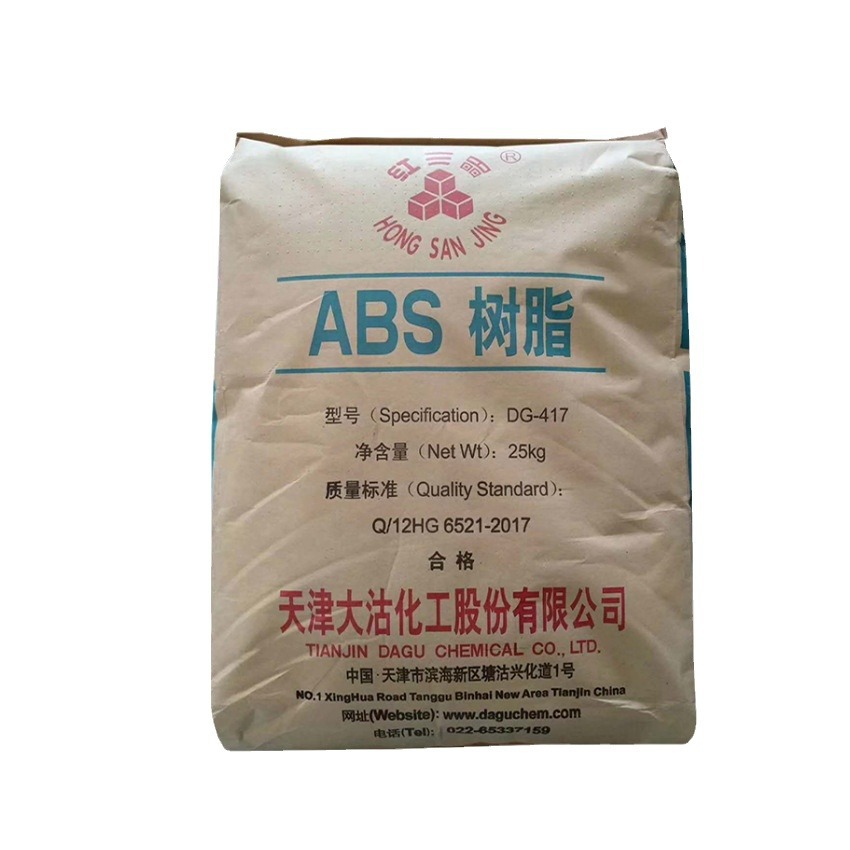 红三晶®
HONG SAN JING
ABS 树脂
型号（Specification）：DG-417
净含量（Net Wt）：25kg
质量标准（Quality Standard）：
Q/12HG 6521-2017
合格
天津大沽化工股份有限公司
TIANJIN DAGU CHEMICAL CO., LTD.
中国·天津市滨海新区塘沽兴化道1号
NO.1 XingHua Road Tanggu Binhai New Area Tianjin China
网址(Website)：www.daguchem.com
电话(Tel)：022-65337159